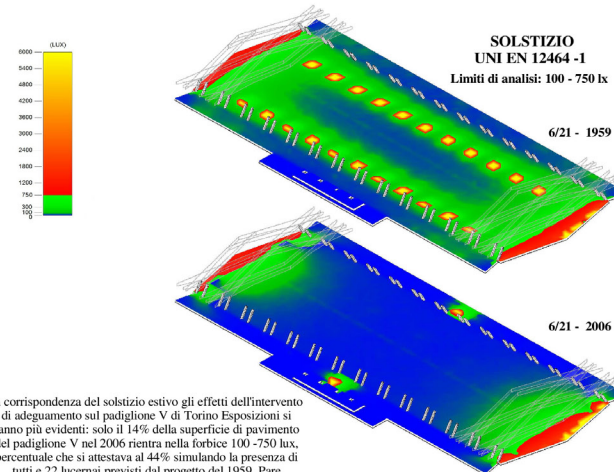 SOLSTIZIO
UNI EN 12464 -1
Limiti di analisi: 100 - 750 lx
(LUX)
6000
5400
4800
4200
3600
3000
2400
1800
1200
750
300
100
0
6/21 - 1959
6/21 - 2006
corrispondenza del solstizio estivo gli effetti dell'intervento
di adeguamento sul padiglione V di Torino Esposizioni si
anno più evidenti: solo il 14% della superficie di pavimento
del padiglione V nel 2006 rientra nella forbice 100 -750 lux,
percentuale che si attestava al 44% simulando la presenza di
tutti e 22 lucernai previsti dal progetto del 1959. Pare